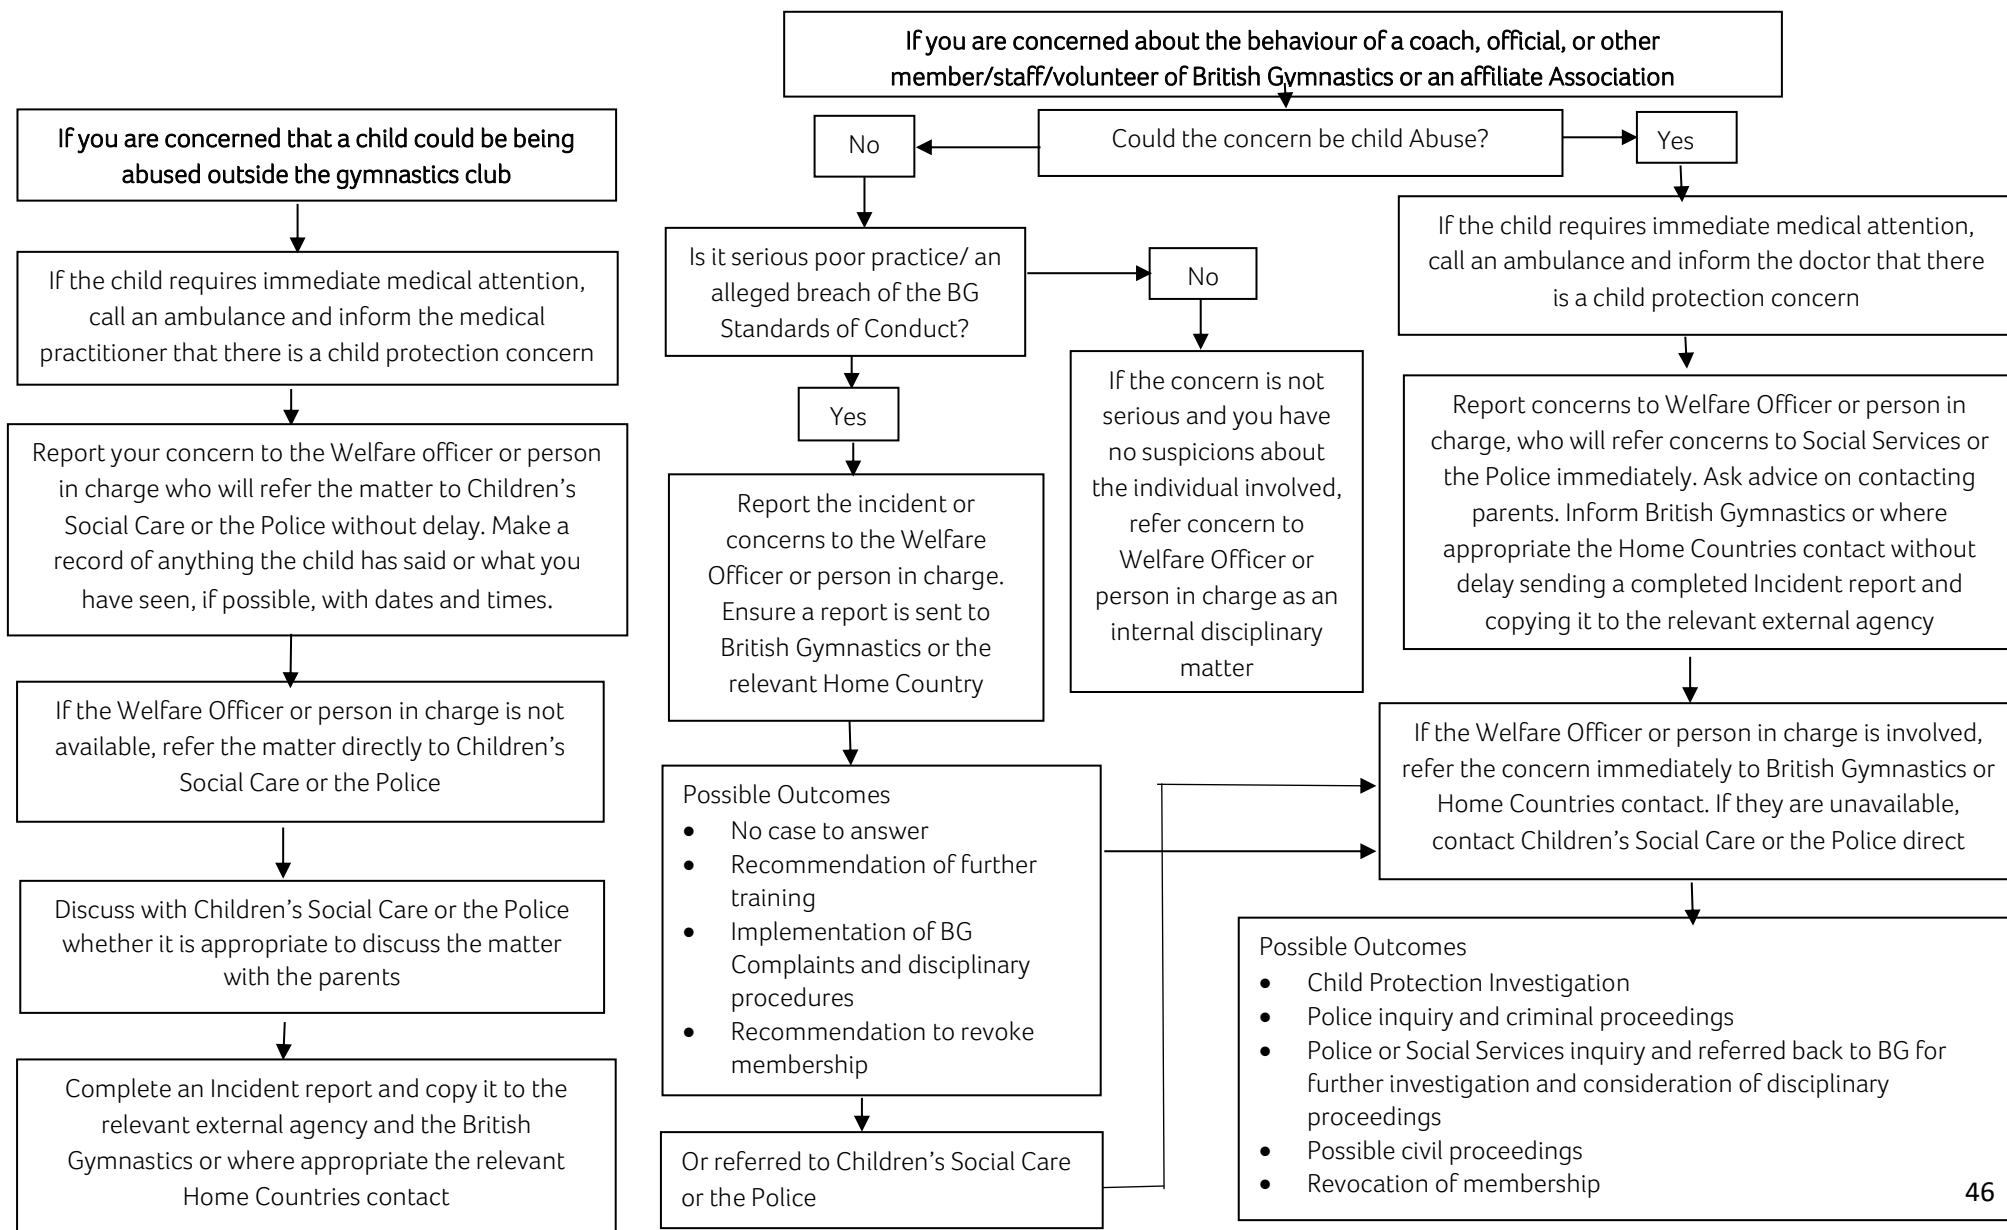 If you are concerned that a child could be being
abused outside the gymnastics club
If the child requires immediate medical attention,
call an ambulance and inform the medical
practitioner that there is a child protection concern
Report your concern to the Welfare officer or person
in charge who will refer the matter to Children's
Social Care or the Police without delay. Make a
record of anything the child has said or what you
have seen, if possible, with dates and times.
If the Welfare Officer or person in charge is not
available, refer the matter directly to Children's
Social Care or the Police
Discuss with Children's Social Care or the Police
whether it is appropriate to discuss the matter
with the parents
Complete an Incident report and copy it to the
relevant external agency and the British
Gymnastics or where appropriate the relevant
Home Countries contact
If you are concerned about the behaviour of a coach, official, or other
member/staff/volunteer of British Gymnastics or an affiliate Association
Could the concern be child Abuse?
No
Is it serious poor practice/ an
alleged breach of the BG
Standards of Conduct?
No
If the concern is not
serious and you have
no suspicions about
the individual involved,
refer concern to
Welfare Officer or
person in charge as an
internal disciplinary
matter
Yes
Report the incident or
concerns to the Welfare
Officer or person in charge.
Ensure a report is sent to
British Gymnastics or the
relevant Home Country
Possible Outcomes
• No case to answer
• Recommendation of further
training
• Implementation of BG
Complaints and disciplinary
procedures
• Recommendation to revoke
membership
Or referred to Children's Social Care
or the Police
Yes
If the child requires immediate medical attention,
call an ambulance and inform the doctor that there
is a child protection concern
Report concerns to Welfare Officer or person in
charge, who will refer concerns to Social Services or
the Police immediately. Ask advice on contacting
parents. Inform British Gymnastics or where
appropriate the Home Countries contact without
delay sending a completed Incident report and
copying it to the relevant external agency
If the Welfare Officer or person in charge is involved,
refer the concern immediately to British Gymnastics or
Home Countries contact. If they are unavailable,
contact Children's Social Care or the Police direct
Possible Outcomes
• Child Protection Investigation
• Police inquiry and criminal proceedings
• Police or Social Services inquiry and referred back to BG for
further investigation and consideration of disciplinary
proceedings
• Possible civil proceedings
• Revocation of membership
46